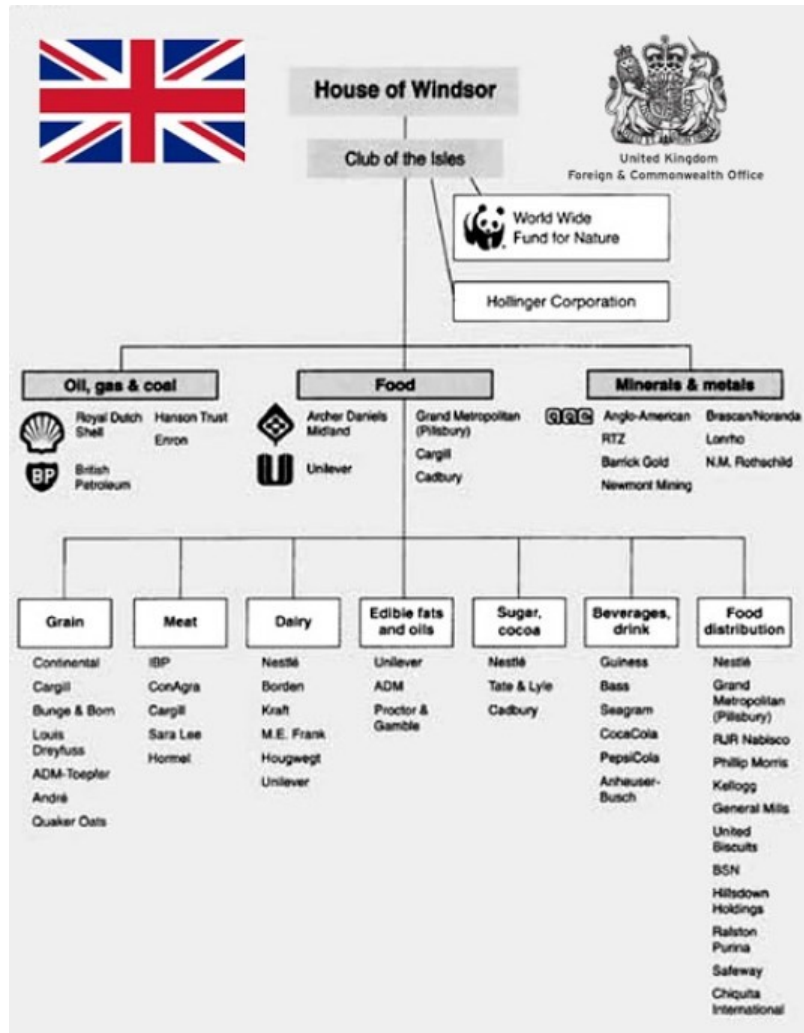 House of Windsor
Club of the Isles
United Kingdom
Foreign & Commonwealth Office
World Wide
Fund for Nature
Hollinger Corporation
Oil, gas & coal
Royal Dutch
Shell
British
Petroleum
Hanson Trust
Enron
BP
Food
Archer Daniels
Midland
Unilever
Grand Metropolitan
(Pillsbury)
Cargill
Cadbury
Minerals & metals
Anglo-American
RTZ
Barrick Gold
Newmont Mining
Brascan/Noranda
Lonrho
N.M. Rothschild
Grain
Continental
Cargill
Bunge & Born
Louis
Dreyfuss
ADM-Toepfer
André
Quaker Oats
Meat
IBP
ConAgra
Cargill
Sara Lee
Hormel
Dairy
Nestlé
Borden
Kraft
M.E. Frank
Hougwegt
Unilever
Edible fats
and oils
Unilever
ADM
Proctor &
Gamble
Sugar,
cocoa
Nestlé
Tate & Lyle
Cadbury
Beverages,
drink
Guiness
Bass
Seagram
CocaCola
PepsiCola
Anheuser-
Busch
Food
distribution
Nestlé
Grand
Metropolitan
(Pillsbury)
RJR Nabisco
Phillip Morris
Kellogg
General Mills
United
Biscuits
BSN
Hillsdown
Holdings
Ralston
Purina
Safeway
Chiquita
International